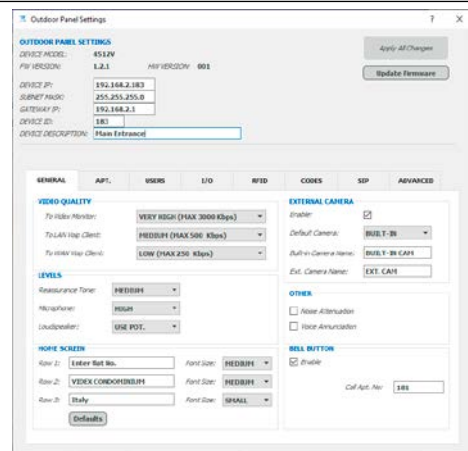 Outdoor Panel Settings ? X
OUTDOOR PANEL SETTINGS
DEVICE MODEL: 4512V
FW VERSION: 1.2.1 HW VERSION: 001
Apply All Changes
Update Firmware
DEVICE IP: 192.168.2.183
SUBNET MASK: 255.255.255.0
GATEWAY IP: 192.168.2.1
DEVICE ID: 183
DEVICE DESCRIPTION: Main Entrance
GENERAL APT. USERS I/O RFID CODES SIP ADVANCED
VIDEO QUALITY
To Videx Monitor: VERY HIGH (MAX 3000 Kbps)
To LAN Voip Client: MEDIUM (MAX 500 Kbps)
To WAN Voip Client: LOW (MAX 250 Kbps)
EXTERNAL CAMERA
Enable:
Default Camera: BUILT-IN
Built-in Camera Name: BUILT-IN CAM
Ext. Camera Name: EXT. CAM
LEVELS
Reassurance Tone: MEDIUM
Microphone: HIGH
Loudspeaker: USE POT.
OTHER
Noise Attenuation
Voice Annunciation
HOME SCREEN
Row 1: Enter flat No. Font Size: MEDIUM
Row 2: VIDEX CONDOMINIUM Font Size: MEDIUM
Row 3: Italy Font Size: SMALL
Defaults
BELL BUTTON
Enable
Call Apt. No: 101